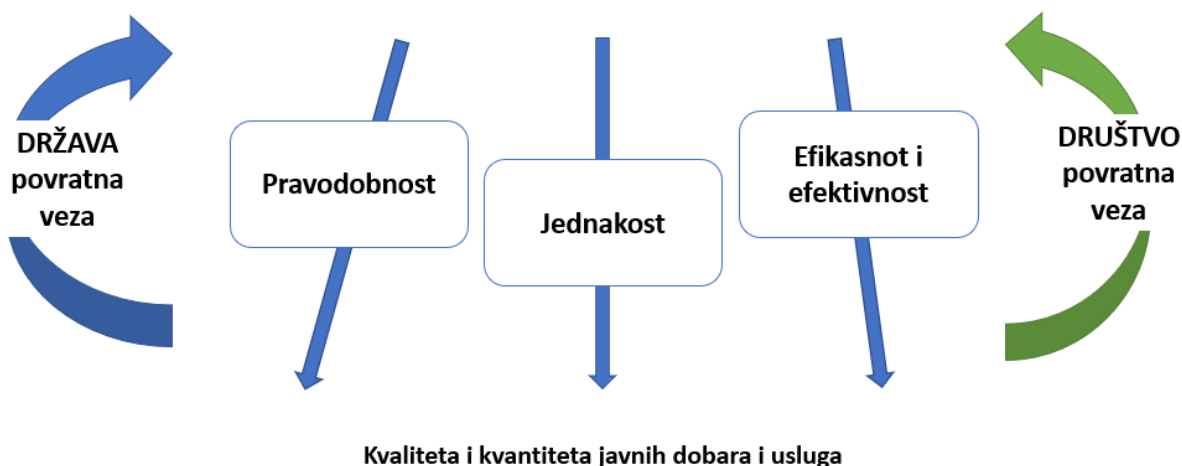 DRŽAVA
povratna
veza
Pravodobnost
Jednakost
Efikasnot i
efektivnost
DRUŠTVO
povratna
veza
Kvaliteta i kvantiteta javnih dobara i usluga